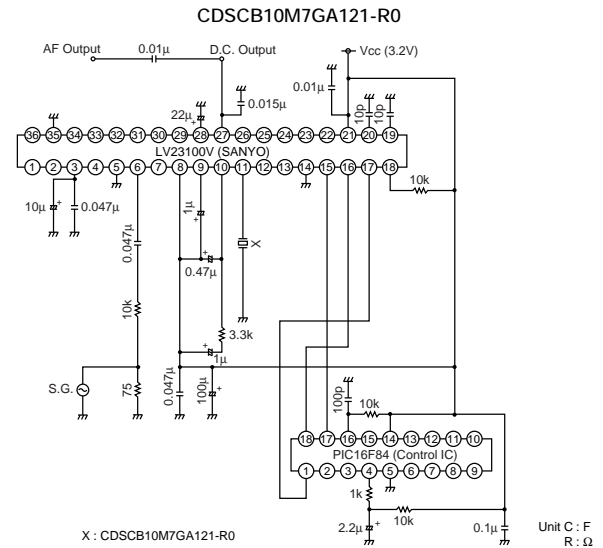 CDSCB10M7GA121-R0
AF Output
0.01µ
D.C. Output
Vcc (3.2V)
0.01µ
0.015µ
22µ
+
10p
10p
36 35 34 33 32 31 30 29 28 27 26 25 24 23 22 21 20 19
LV23100V (SANYO)
1 2 3 4 5 6 7 8 9 10 11 12 13 14 15 16 17 18
10k
10µ
+
0.047µ
0.047µ
1µ
+
+
0.47µ
X
10k
3.3k
+
1µ
S.G.
75
0.047µ
100µ
+
100p
10k
18 17 16 15 14 13 12 11 10
PIC16F84 (Control IC)
1 2 3 4 5 6 7 8 9
1k
10k
2.2µ
+
0.1µ
X : CDSCB10M7GA121-R0
Unit C : F
R : Ω